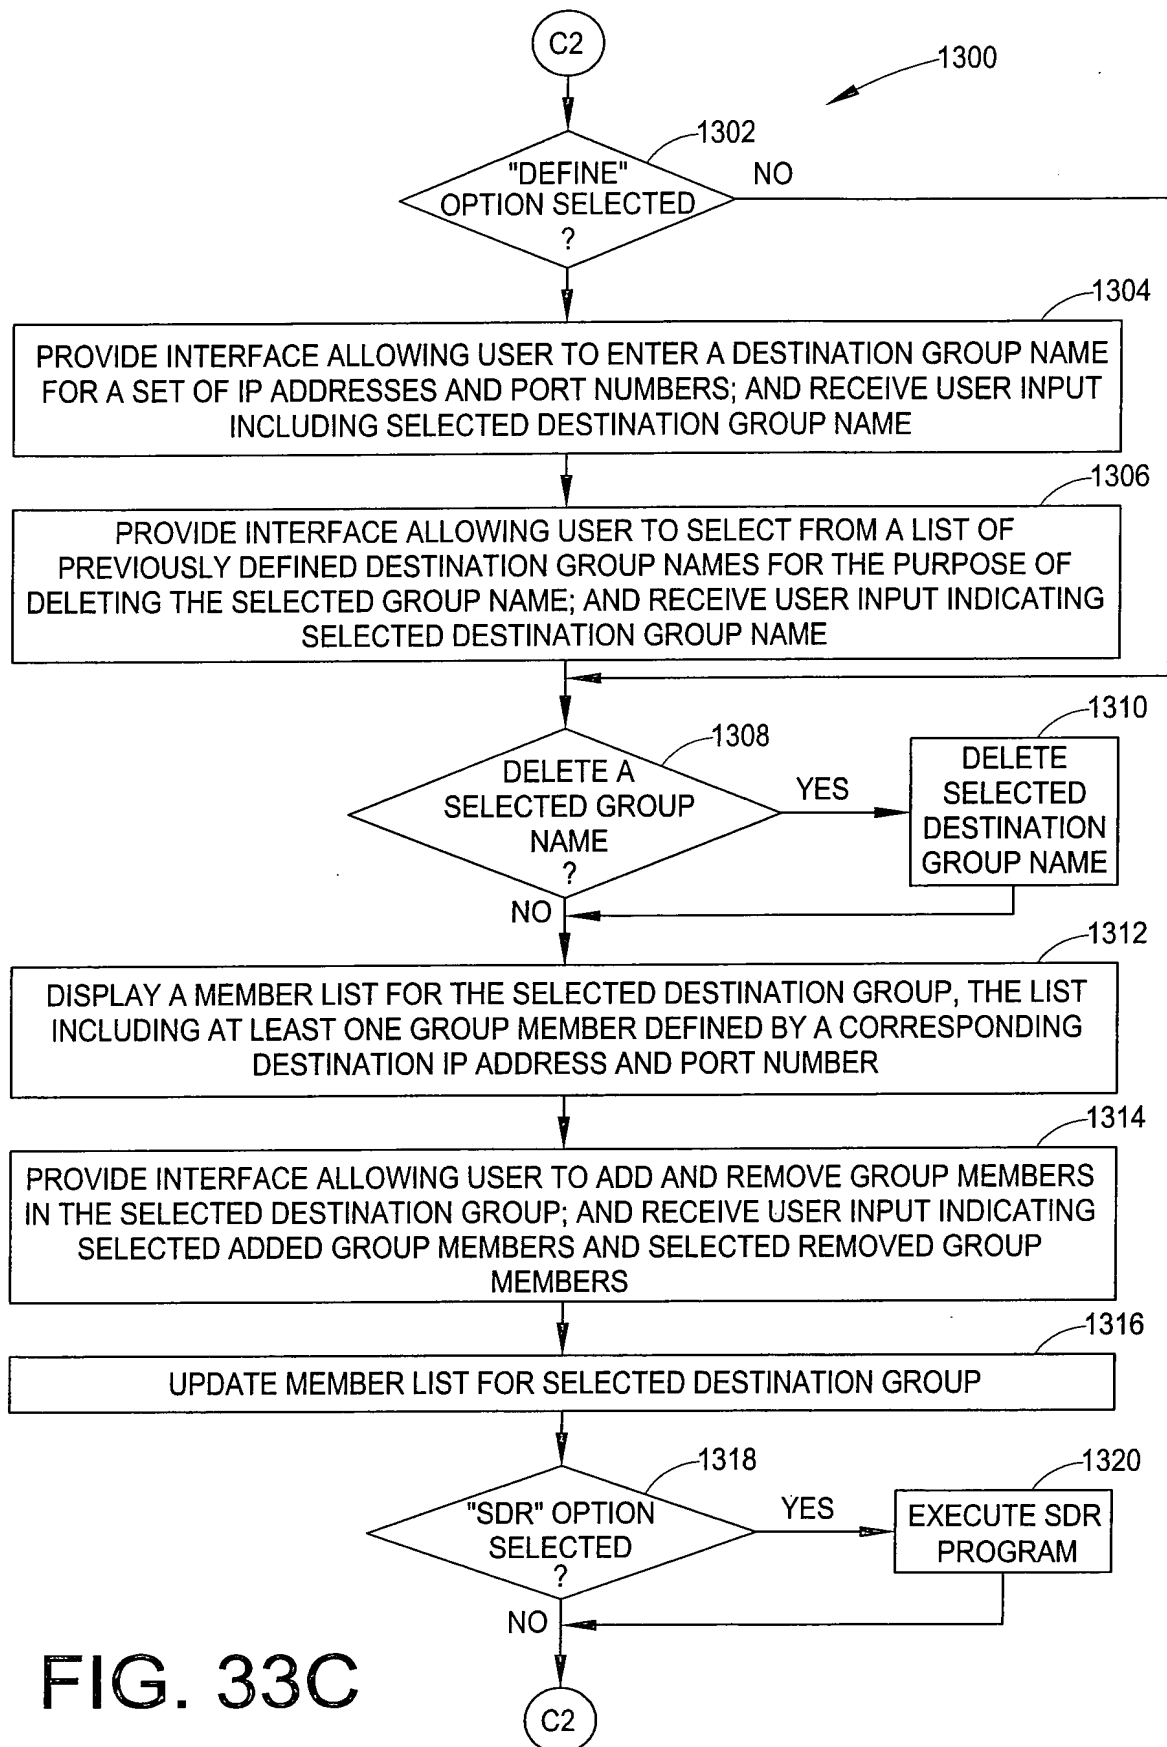 C2
1300
1302
"DEFINE"
OPTION SELECTED
?
NO
1304
PROVIDE INTERFACE ALLOWING USER TO ENTER A DESTINATION GROUP NAME
FOR A SET OF IP ADDRESSES AND PORT NUMBERS; AND RECEIVE USER INPUT
INCLUDING SELECTED DESTINATION GROUP NAME
1306
PROVIDE INTERFACE ALLOWING USER TO SELECT FROM A LIST OF
PREVIOUSLY DEFINED DESTINATION GROUP NAMES FOR THE PURPOSE OF
DELETING THE SELECTED GROUP NAME; AND RECEIVE USER INPUT INDICATING
SELECTED DESTINATION GROUP NAME
1308
DELETE A
SELECTED GROUP
NAME
?
YES
1310
DELETE
SELECTED
DESTINATION
GROUP NAME
NO
1312
DISPLAY A MEMBER LIST FOR THE SELECTED DESTINATION GROUP, THE LIST
INCLUDING AT LEAST ONE GROUP MEMBER DEFINED BY A CORRESPONDING
DESTINATION IP ADDRESS AND PORT NUMBER
1314
PROVIDE INTERFACE ALLOWING USER TO ADD AND REMOVE GROUP MEMBERS
IN THE SELECTED DESTINATION GROUP; AND RECEIVE USER INPUT INDICATING
SELECTED ADDED GROUP MEMBERS AND SELECTED REMOVED GROUP
MEMBERS
1316
UPDATE MEMBER LIST FOR SELECTED DESTINATION GROUP
1318
"SDR" OPTION
SELECTED
?
YES
1320
EXECUTE SDR
PROGRAM
NO
C2
FIG. 33C